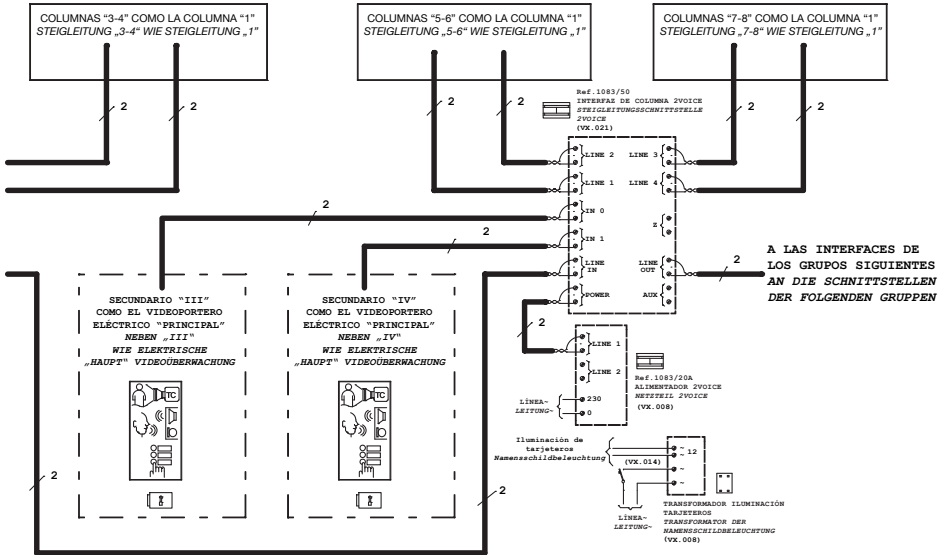 COLUMNAS “3-4” COMO LA COLUMNA “1”
STEIGLEITUNG „3-4“ WIE STEIGLEITUNG „1”
COLUMNAS “5-6” COMO LA COLUMNA “1”
STEIGLEITUNG „5-6“ WIE STEIGLEITUNG „1”
COLUMNAS “7-8” COMO LA COLUMNA “1”
STEIGLEITUNG „7-8“ WIE STEIGLEITUNG „1”
2
2
2
2
2
2
Ref.1083/50
INTERFAZ DE COLUMNA 2VOICE
STEIGLEITUNGSSCHNITTSTELLE
2VOICE
(VX.021)
LINE 2
LINE 3
LINE 1
LINE 4
IN 0
Z
IN 1
LINE
IN
LINE
OUT
POWER
AUX
2
2
2
2
A LAS INTERFACES DE
LOS GRUPOS SIGUIENTES
AN DIE SCHNITTSTELLEN
DER FOLGENDEN GRUPPEN
SECUNDARIO “III”
COMO EL VIDEOPORTERO
ELÉCTRICO “PRINCIPAL”
NEBEN „III“
WIE ELEKTRISCHE
„HAUPT“ VIDEOÜBERWACHUNG
TC
SECUNDARIO “IV”
COMO EL VIDEOPORTERO
ELÉCTRICO “PRINCIPAL”
NEBEN „IV“
WIE ELEKTRISCHE
„HAUPT“ VIDEOÜBERWACHUNG
TC
2
2
LINE 1
LINE 2
230
0
LÍNEA~
LEITUNG~
Ref.1083/20A
ALIMENTADOR 2VOICE
NETZTEIL 2VOICE
(VX.008)
Iluminación de
tarjeteros
Namensschildbeleuchtung
(VX.014)
~ 12
~
~
~
LÍNEA~
LEITUNG~
TRANSFORMADOR ILUMINACIÓN
TARJETEROS
TRANSFORMATOR DER
NAMENSSCHILDBELEUCHTUNG
(VX.008)